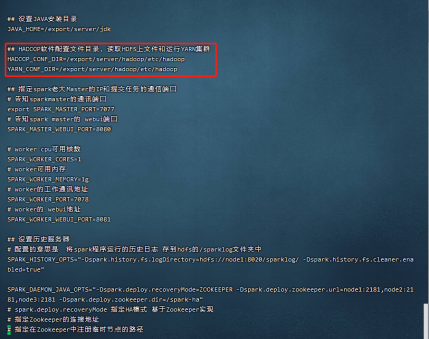 ## 设置JAVA安装目录
JAVA_HOME=/export/server/jdk
## HADOOP软件配置文件目录，读取HDFS上文件和运行YARN集群
HADOOP_CONF_DIR=/export/server/hadoop/etc/hadoop
YARN_CONF_DIR=/export/server/hadoop/etc/hadoop
## 指定spark老大Master的IP和提交任务的通信端口
# 告知sparkmaster的通讯端口
export SPARK_MASTER_PORT=7077
# 告知spark master的 webui端口
SPARK_MASTER_WEBUI_PORT=8080
# worker cpu可用核数
SPARK_WORKER_CORES=1
# worker可用内存
SPARK_WORKER_MEMORY=1g
# worker的工作通讯地址
SPARK_WORKER_PORT=7078
# worker的 webui地址
SPARK_WORKER_WEBUI_PORT=8081
## 设置历史服务器
# 配置的意思是 将spark程序运行的历史日志 存到hdfs的/sparklog文件夹中
SPARK_HISTORY_OPTS="-Dspark.history.fs.logDirectory=hdfs://node1:8020/sparklog/ -Dspark.history.fs.cleaner.ena
bled=true"
SPARK_DAEMON_JAVA_OPTS="-Dspark.deploy.recoveryMode=ZOOKEEPER -Dspark.deploy.zookeeper.url=node1:2181,node2:21
81,node3:2181 -Dspark.deploy.zookeeper.dir=/spark-ha"
# spark.deploy.recoveryMode 指定HA模式 基于Zookeeper实现
# 指定Zookeeper的连接地址
# 指定在Zookeeper中注册临时节点的路径